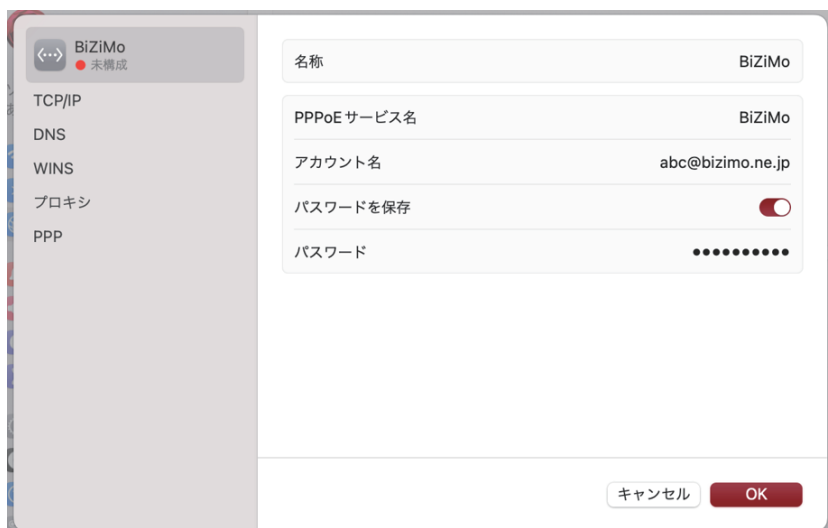 BiZiMo
未構成
TCP/IP
DNS
WINS
プロキシ
PPP
名称 BiZiMo
PPPoEサービス名 BiZiMo
アカウント名 abc@bizimo.ne.jp
パスワードを保存
パスワード ●●●●●●●●●●
キャンセル OK